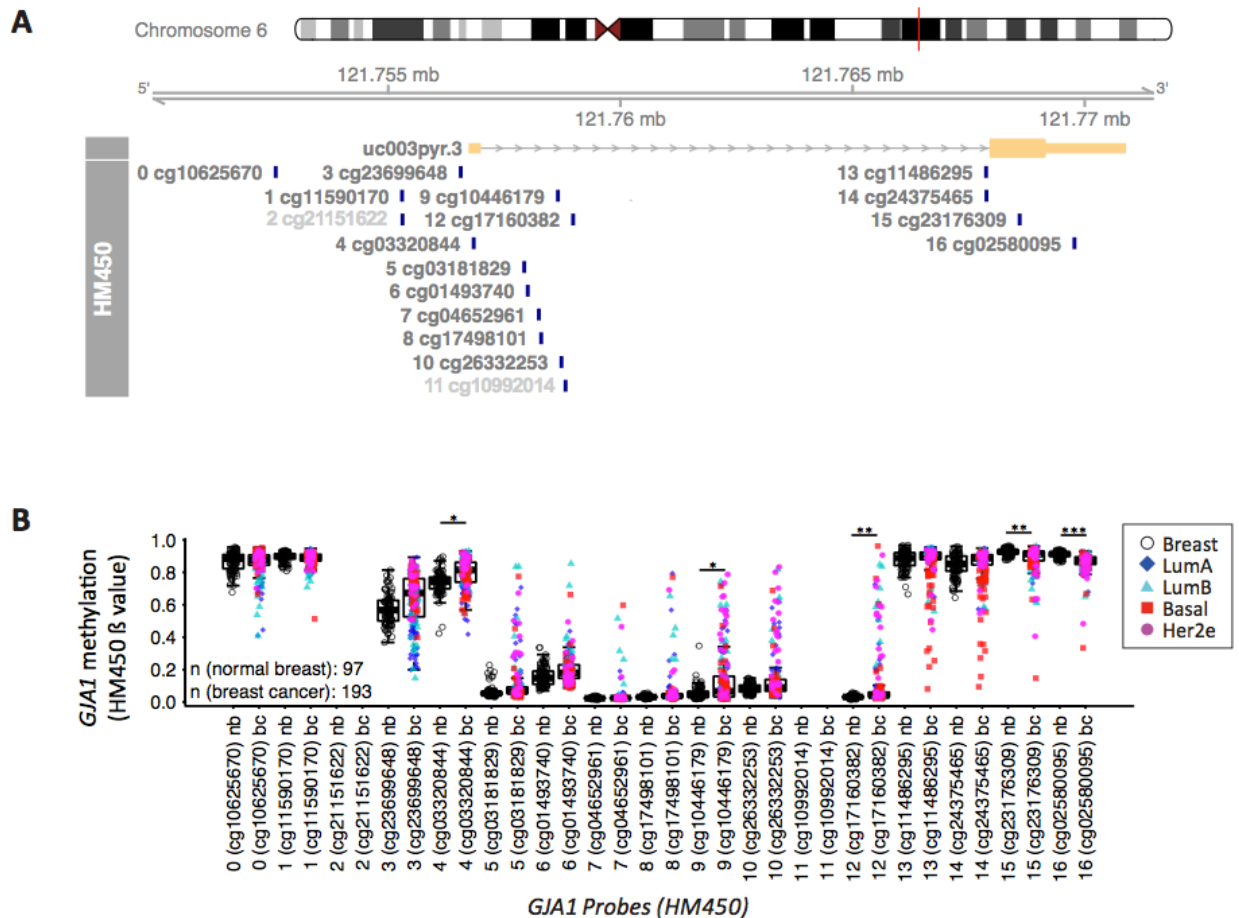 A
Chromosome 6
121.755 mb
121.765 mb
5'
3'
121.76 mb
121.77 mb
uc003pyr.3
HM450
0 cg10625670
3 cg23699648
13 cg11486295
1 cg11590170
9 cg10446179
14 cg24375465
2 cg21151622
12 cg17160382
15 cg23176309
4 cg03320844
16 cg02580095
5 cg03181829
6 cg01493740
7 cg04652961
8 cg17498101
10 cg26332253
11 cg10992014
B
GJA1 methylation
(HM450 ß value)
1.0
0.8
0.6
0.4
0.2
0.0
*
*
**
**
***
n (normal breast): 97
n (breast cancer): 193
Breast
LumA
LumB
Basal
Her2e
0 (cg10625670) nb
0 (cg10625670) bc
1 (cg11590170) nb
1 (cg11590170) bc
2 (cg21151622) nb
2 (cg21151622) bc
3 (cg23699648) nb
3 (cg23699648) bc
4 (cg03320844) nb
4 (cg03320844) bc
5 (cg03181829) nb
5 (cg03181829) bc
6 (cg01493740) nb
6 (cg01493740) bc
7 (cg04652961) nb
7 (cg04652961) bc
8 (cg17498101) nb
8 (cg17498101) bc
9 (cg10446179) nb
9 (cg10446179) bc
10 (cg26332253) nb
10 (cg26332253) bc
11 (cg10992014) nb
11 (cg10992014) bc
12 (cg17160382) nb
12 (cg17160382) bc
13 (cg11486295) nb
13 (cg11486295) bc
14 (cg24375465) nb
14 (cg24375465) bc
15 (cg23176309) nb
15 (cg23176309) bc
16 (cg02580095) nb
16 (cg02580095) bc
GJA1 Probes (HM450)